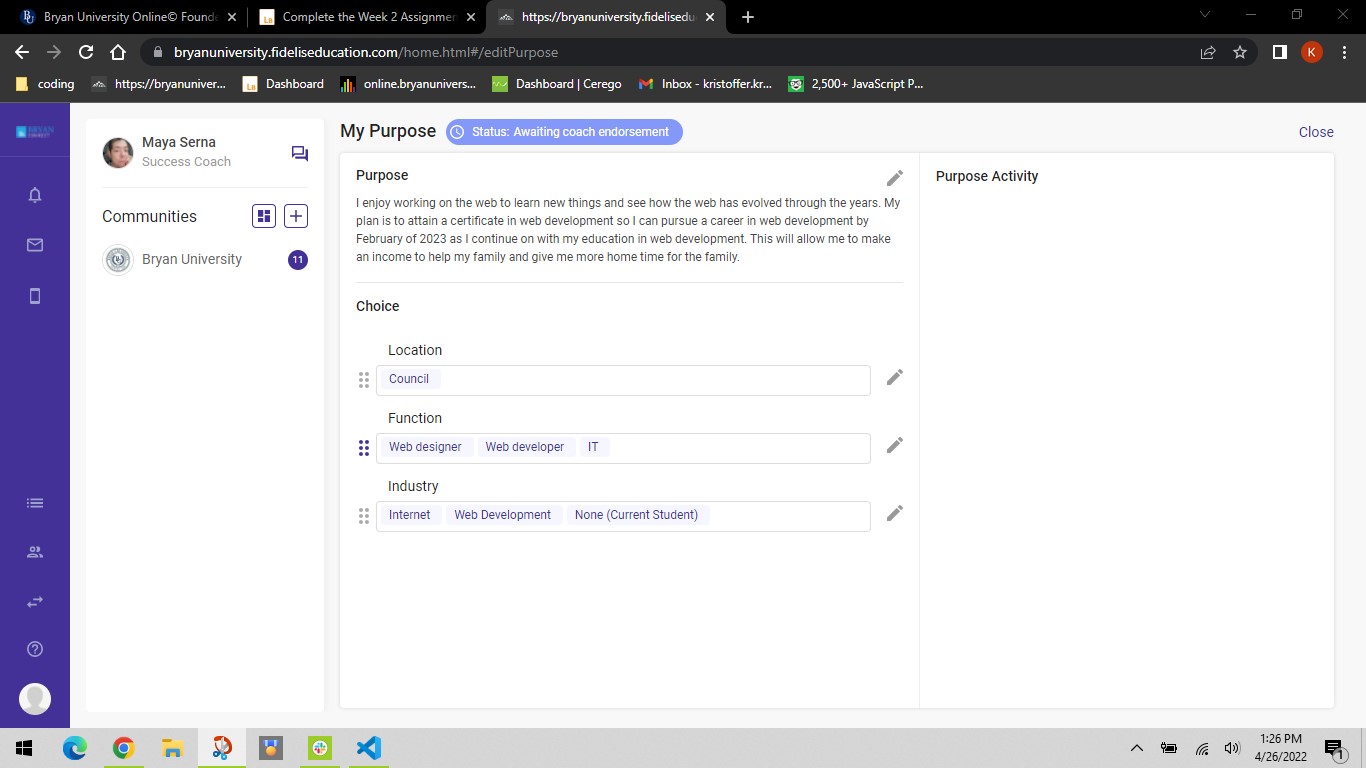 Bryan University Online© Founde
Complete the Week 2 Assignmen
https://bryanuniversity.fideliseduc
bryanuniversity.fideliseducation.com/home.html#/editPurpose
K
coding
https://bryanuniver...
Dashboard
online.bryanunivers...
Dashboard | Cerego
Inbox - kristoffer.kr...
2,500+ JavaScript P...
BRYAN
UNIVERSITY
Maya Serna
Success Coach
Communities
Bryan University
11
My Purpose
Status: Awaiting coach endorsement
Close
Purpose
I enjoy working on the web to learn new things and see how the web has evolved through the years. My
plan is to attain a certificate in web development so I can pursue a career in web development by
February of 2023 as I continue on with my education in web development. This will allow me to make
an income to help my family and give me more home time for the family.
Choice
Location
Council
Function
Web designer Web developer IT
Industry
Internet Web Development None (Current Student)
Purpose Activity
1:26 PM
4/26/2022
1